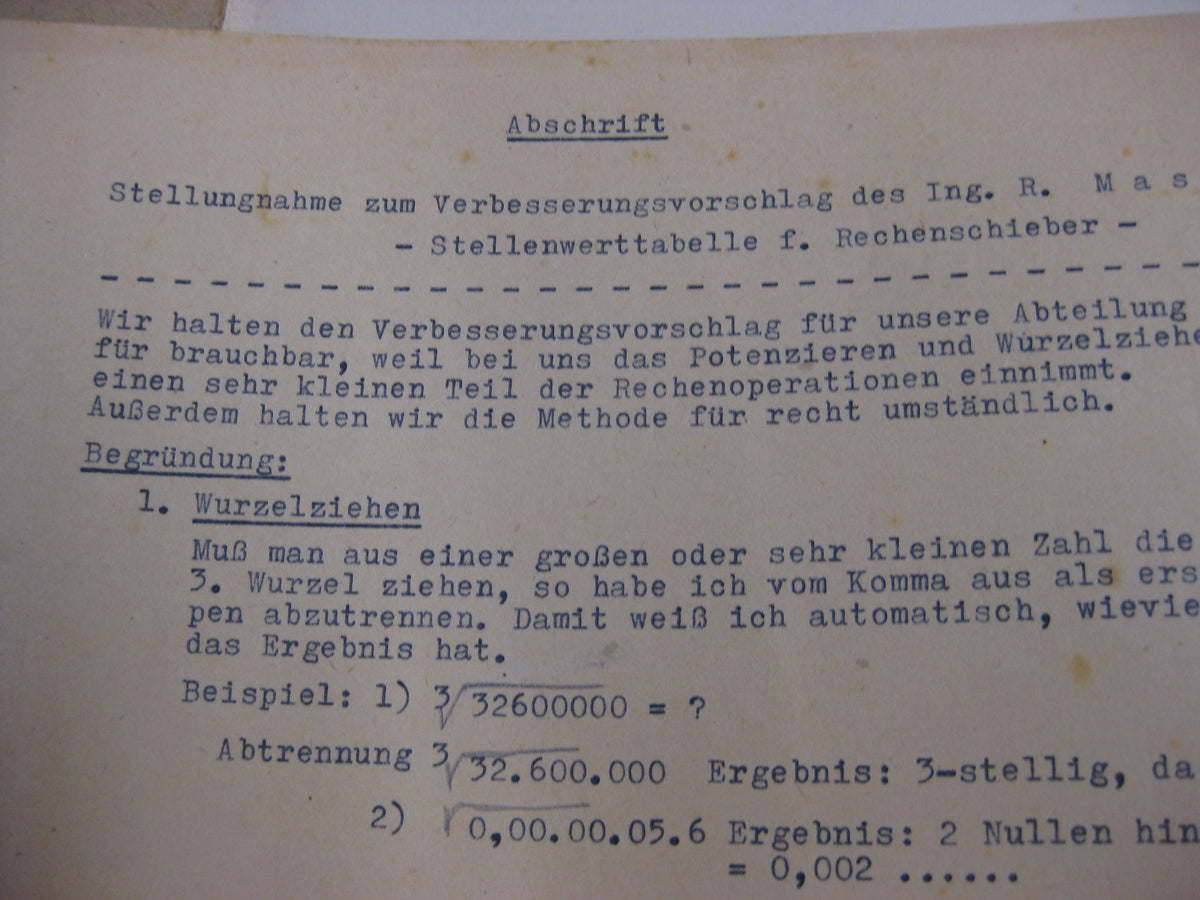 Abschrift
Stellungnahme zum Verbesserungsvorschlag des Ing. R. M a s
- Stellenwerttabelle f. Rechenschieber -
- - - - - - - - - - - - - - - - - - - - - - - - - - - - - -
Wir halten den Verbesserungsvorschlag für unsere Abteilung
für brauchbar, weil bei uns das Potenzieren und Würzelziehe
einen sehr kleinen Teil der Rechenoperationen einnimmt.
Außerdem halten wir die Methode für recht umständlich.
Begründung:
1. Wurzelziehen
Muß man aus einer großen oder sehr kleinen Zahl die
3. Wurzel ziehen, so habe ich vom Komma aus als ers
pen abzutrennen. Damit weiß ich automatisch, wievie
das Ergebnis hat.
Beispiel: 1) 3√32600000 = ?
Abtrennung 3√32.600.000 Ergebnis: 3-stellig, da
2) √0,00.00.05.6 Ergebnis: 2 Nullen hin
= 0,002 ......